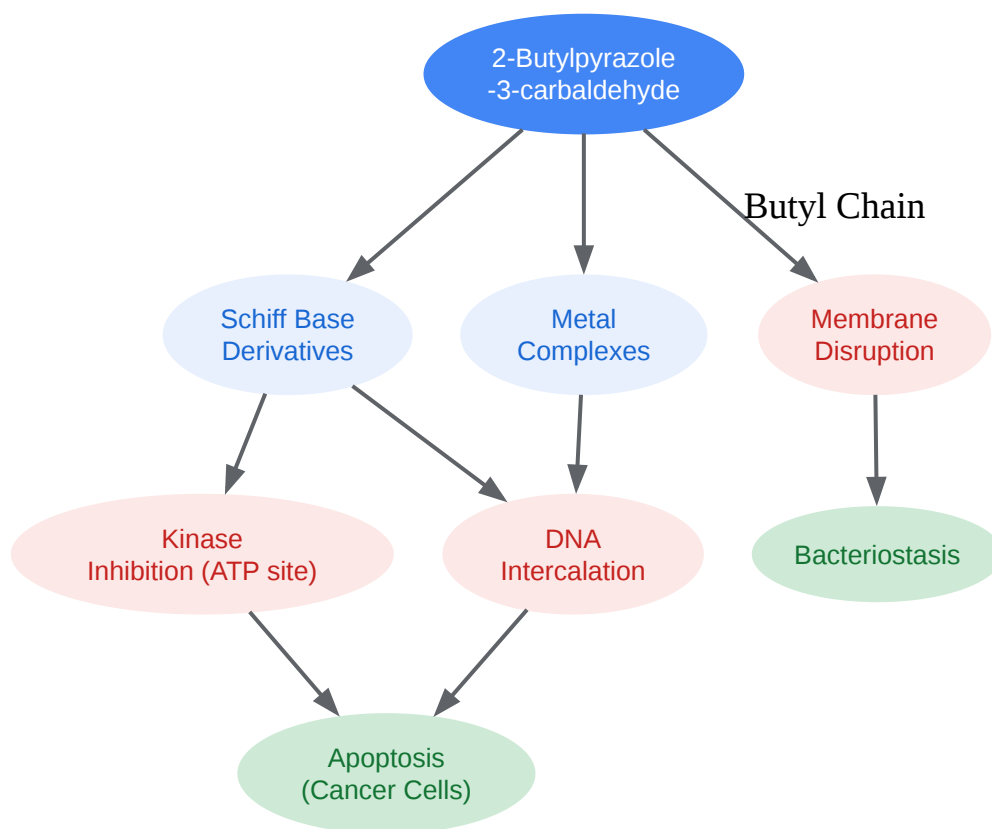 2-Butylpyrazole
-3-carbaldehyde
Butyl Chain
Schiff Base
Derivatives
Metal
Complexes
Membrane
Disruption
Kinase
Inhibition (ATP site)
DNA
Intercalation
Bacteriostasis
Apoptosis
(Cancer Cells)